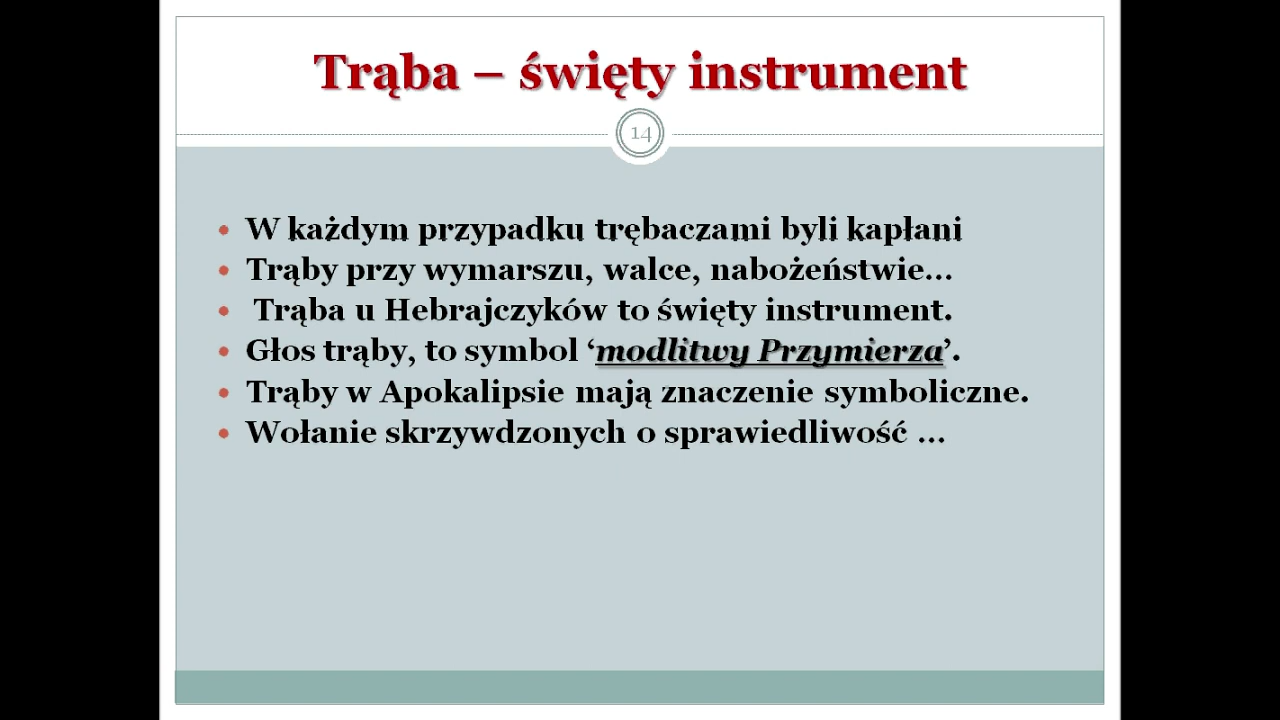 Trąba – święty instrument
14
W każdym przypadku trębaczami byli kapłani
Trąby przy wymarszu, walce, nabożeństwie...
Trąba u Hebrajczyków to święty instrument.
Głos trąby, to symbol ‘modlitwy Przymierza’.
Trąby w Apokalipsie mają znaczenie symboliczne.
Wołanie skrzywdzonych o sprawiedliwość ...